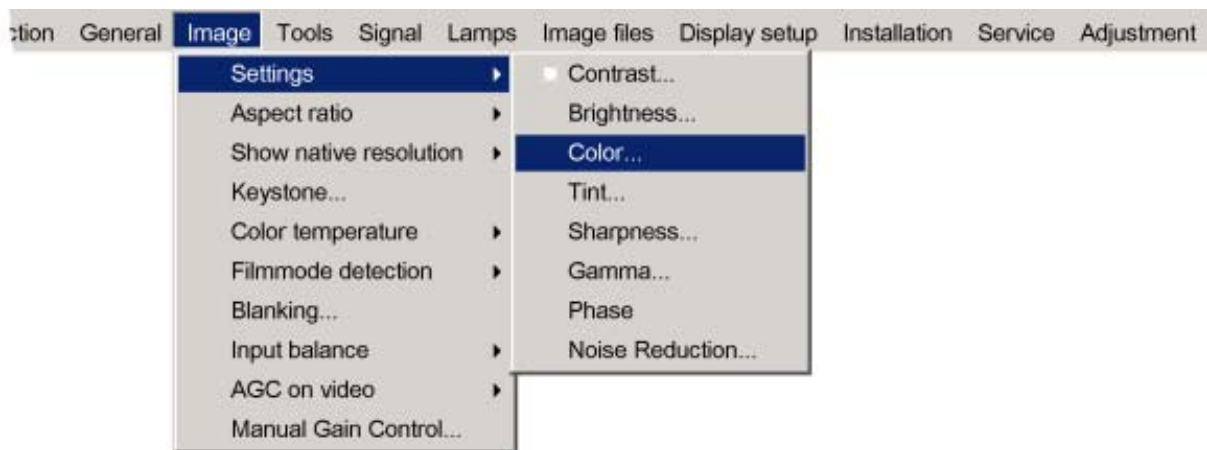 ction General Image Tools Signal Lamps Image files Display setup Installation Service Adjustment
Settings
Aspect ratio
Show native resolution
Keystone...
Color temperature
Filmmode detection
Blanking...
Input balance
AGC on video
Manual Gain Control...
Contrast...
Brightness...
Color...
Tint...
Sharpness...
Gamma...
Phase
Noise Reduction...